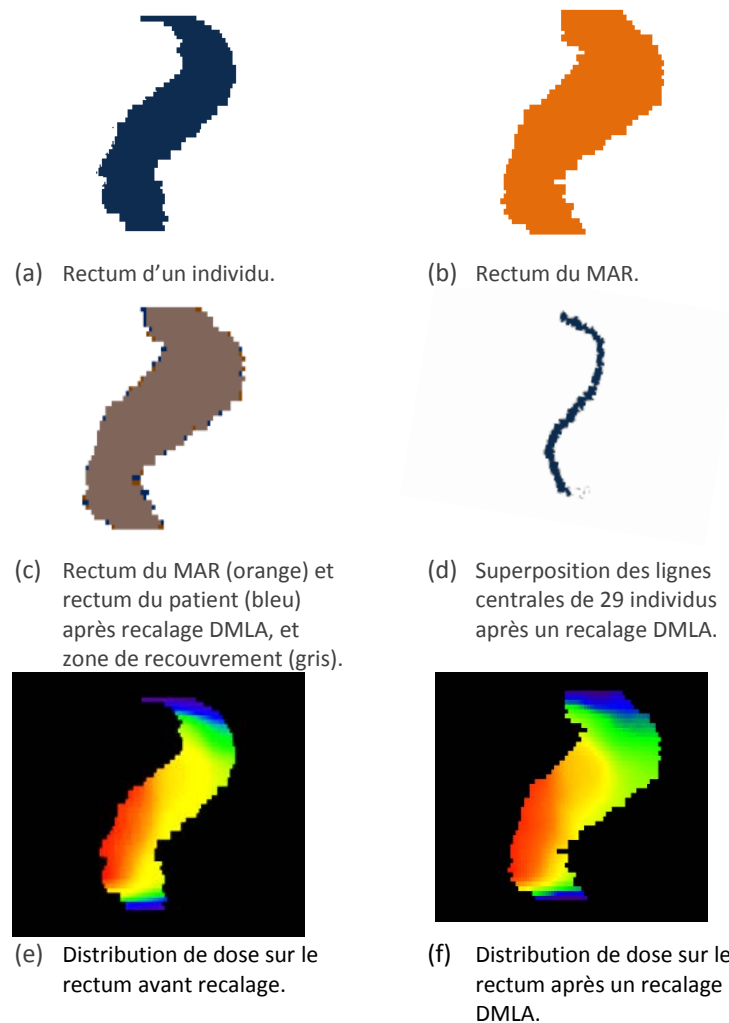 (a) Rectum d'un individu.
(b) Rectum du MAR.
(c) Rectum du MAR (orange) et
rectum du patient (bleu)
après recalage DMLA, et
zone de recouvrement (gris).
(d) Superposition des lignes
centrales de 29 individus
après un recalage DMLA.
(e) Distribution de dose sur le
rectum avant recalage.
(f) Distribution de dose sur le
rectum après un recalage
DMLA.